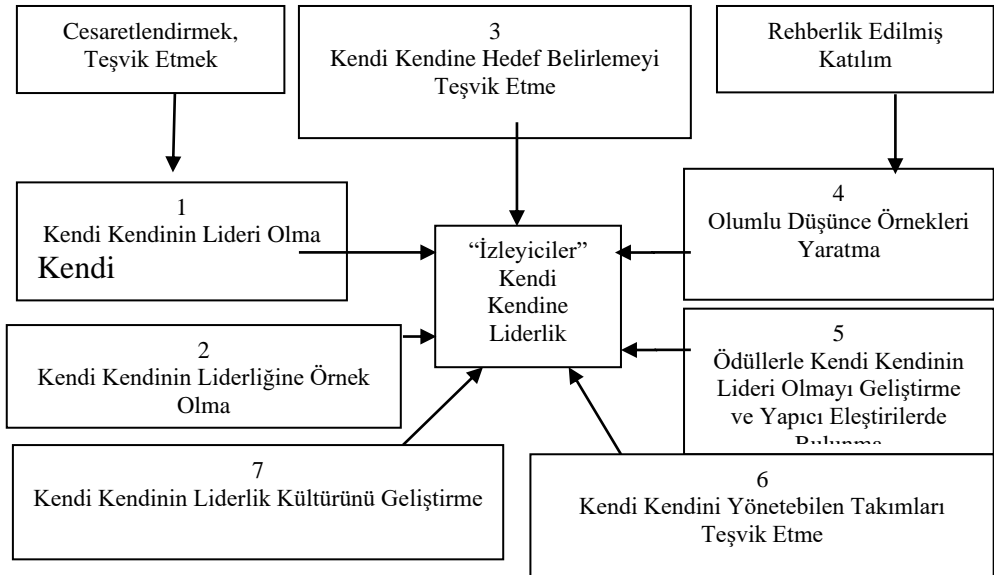 Cesaretlendirmek,
Teşvik Etmek
3
Kendi Kendine Hedef Belirlemeyi
Teşvik Etme
Rehberlik Edilmiş
Katılım
1
Kendi Kendinin Lideri Olma
Kendi
“İzleyiciler”
Kendi
Kendine
Liderlik
4
Olumlu Düşünce Örnekleri
Yaratma
2
Kendi Kendinin Liderliğine Örnek
Olma
5
Ödüllerle Kendi Kendinin
Lideri Olmayı Geliştirme
ve Yapıcı Eleştirilerde
Bulunma
7
Kendi Kendinin Liderlik Kültürünü Geliştirme
6
Kendi Kendini Yönetebilen Takımları
Teşvik Etme